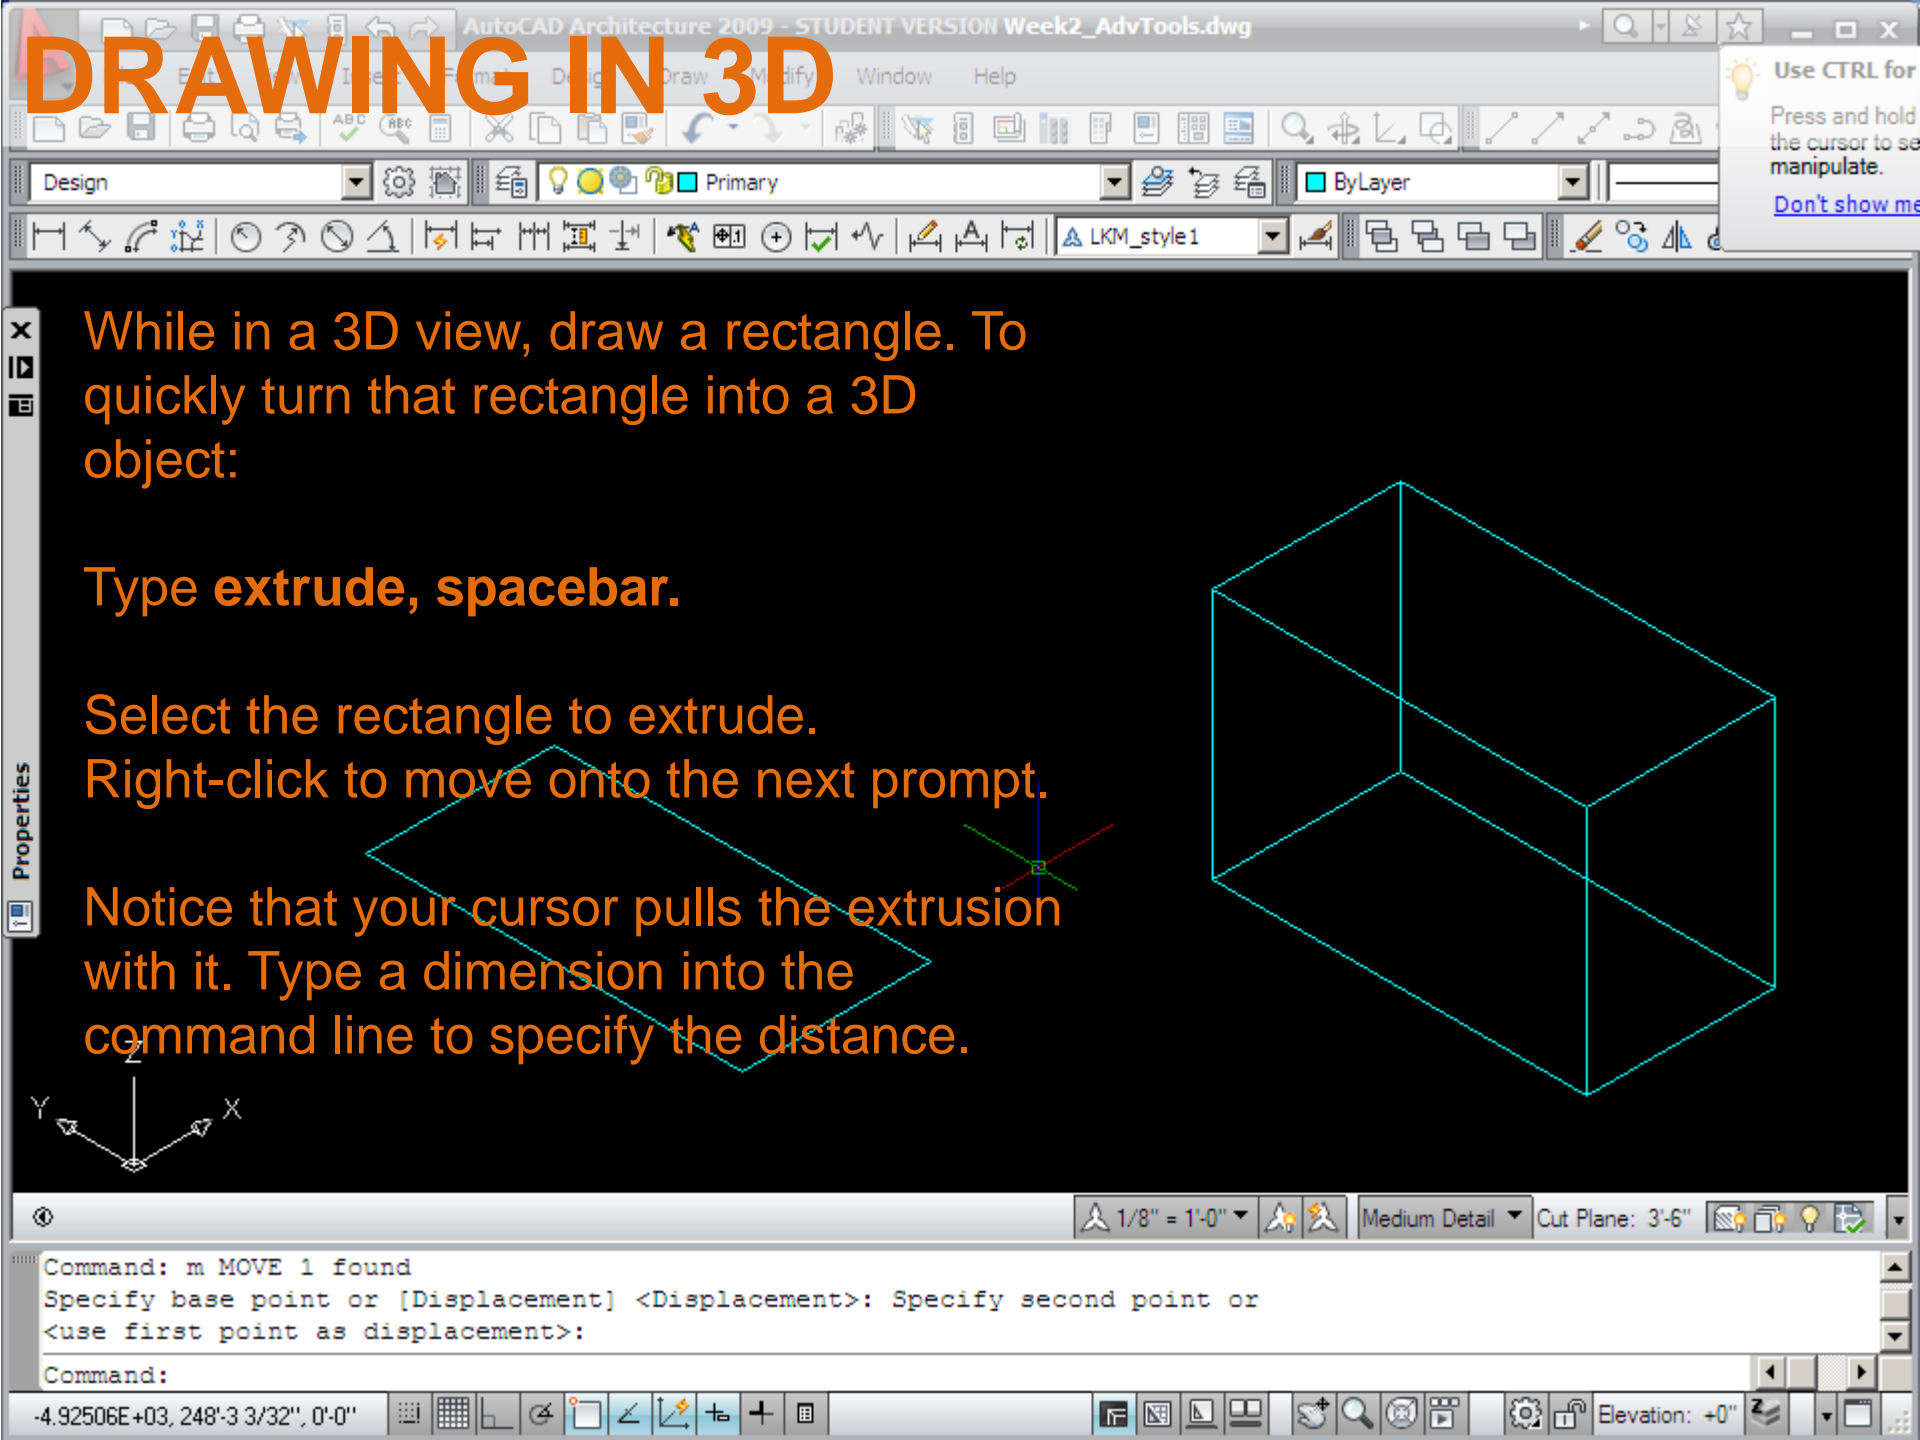 AutoCAD Architecture 2009 - STUDENT VERSION Week2_AdvTools.dwg
DRAWING IN 3D
Window Help
Use CTRL for
Press and hold
the cursor to se
manipulate.
Don't show me
Design
Primary
ByLayer
LKM_style1
While in a 3D view, draw a rectangle. To
quickly turn that rectangle into a 3D
object:
Type extrude, spacebar.
Select the rectangle to extrude.
Right-click to move onto the next prompt.
Properties
Notice that your cursor pulls the extrusion
with it. Type a dimension into the
command line to specify the distance.
Z
Y
X
1/8" = 1'-0"
Medium Detail
Cut Plane: 3'-6"
Command: m MOVE 1 found
Specify base point or [Displacement] <Displacement>: Specify second point or
<use first point as displacement>:
Command:
-4.92506E+03, 248'-3 3/32", 0'-0"
Elevation: +0"